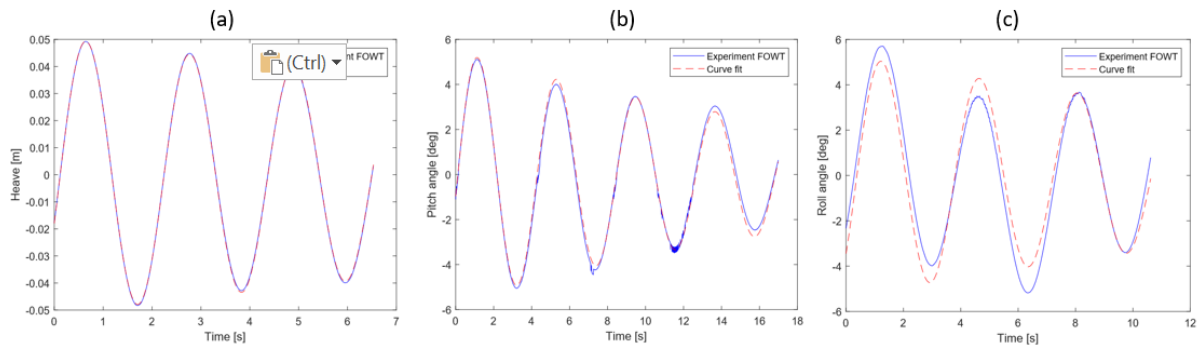 (a)
(b)
(c)
0.05
0.04
0.03
0.02
0.01
0
-0.01
-0.02
-0.03
-0.04
-0.05
Heave [m]
0 1 2 3 4 5 6 7
Time [s]
(Ctrl)
nt FOWT
6
4
2
0
-2
-4
-6
Pitch angle [deg]
0 2 4 6 8 10 12 14 16 18
Time [s]
Experiment FOWT
Curve fit
6
4
2
0
-2
-4
-6
Roll angle [deg]
0 2 4 6 8 10 12
Time [s]
Experiment FOWT
Curve fit